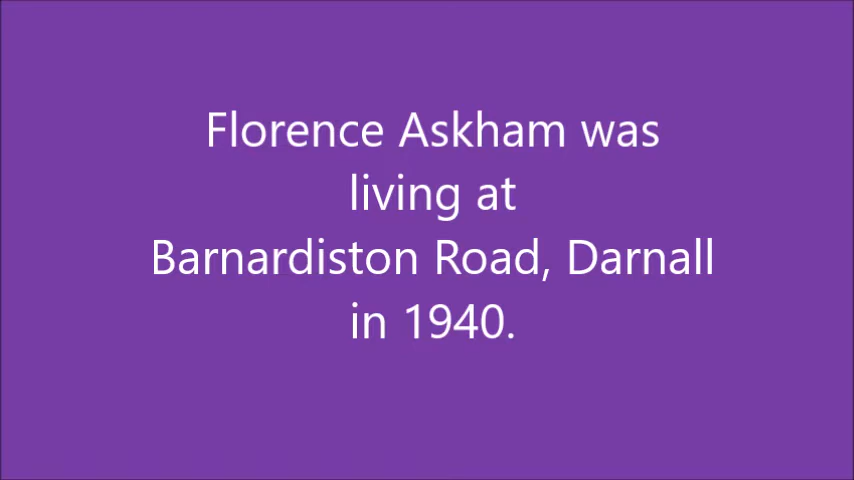 Florence Askham was
living at
Barnardiston Road, Darnall
in 1940.